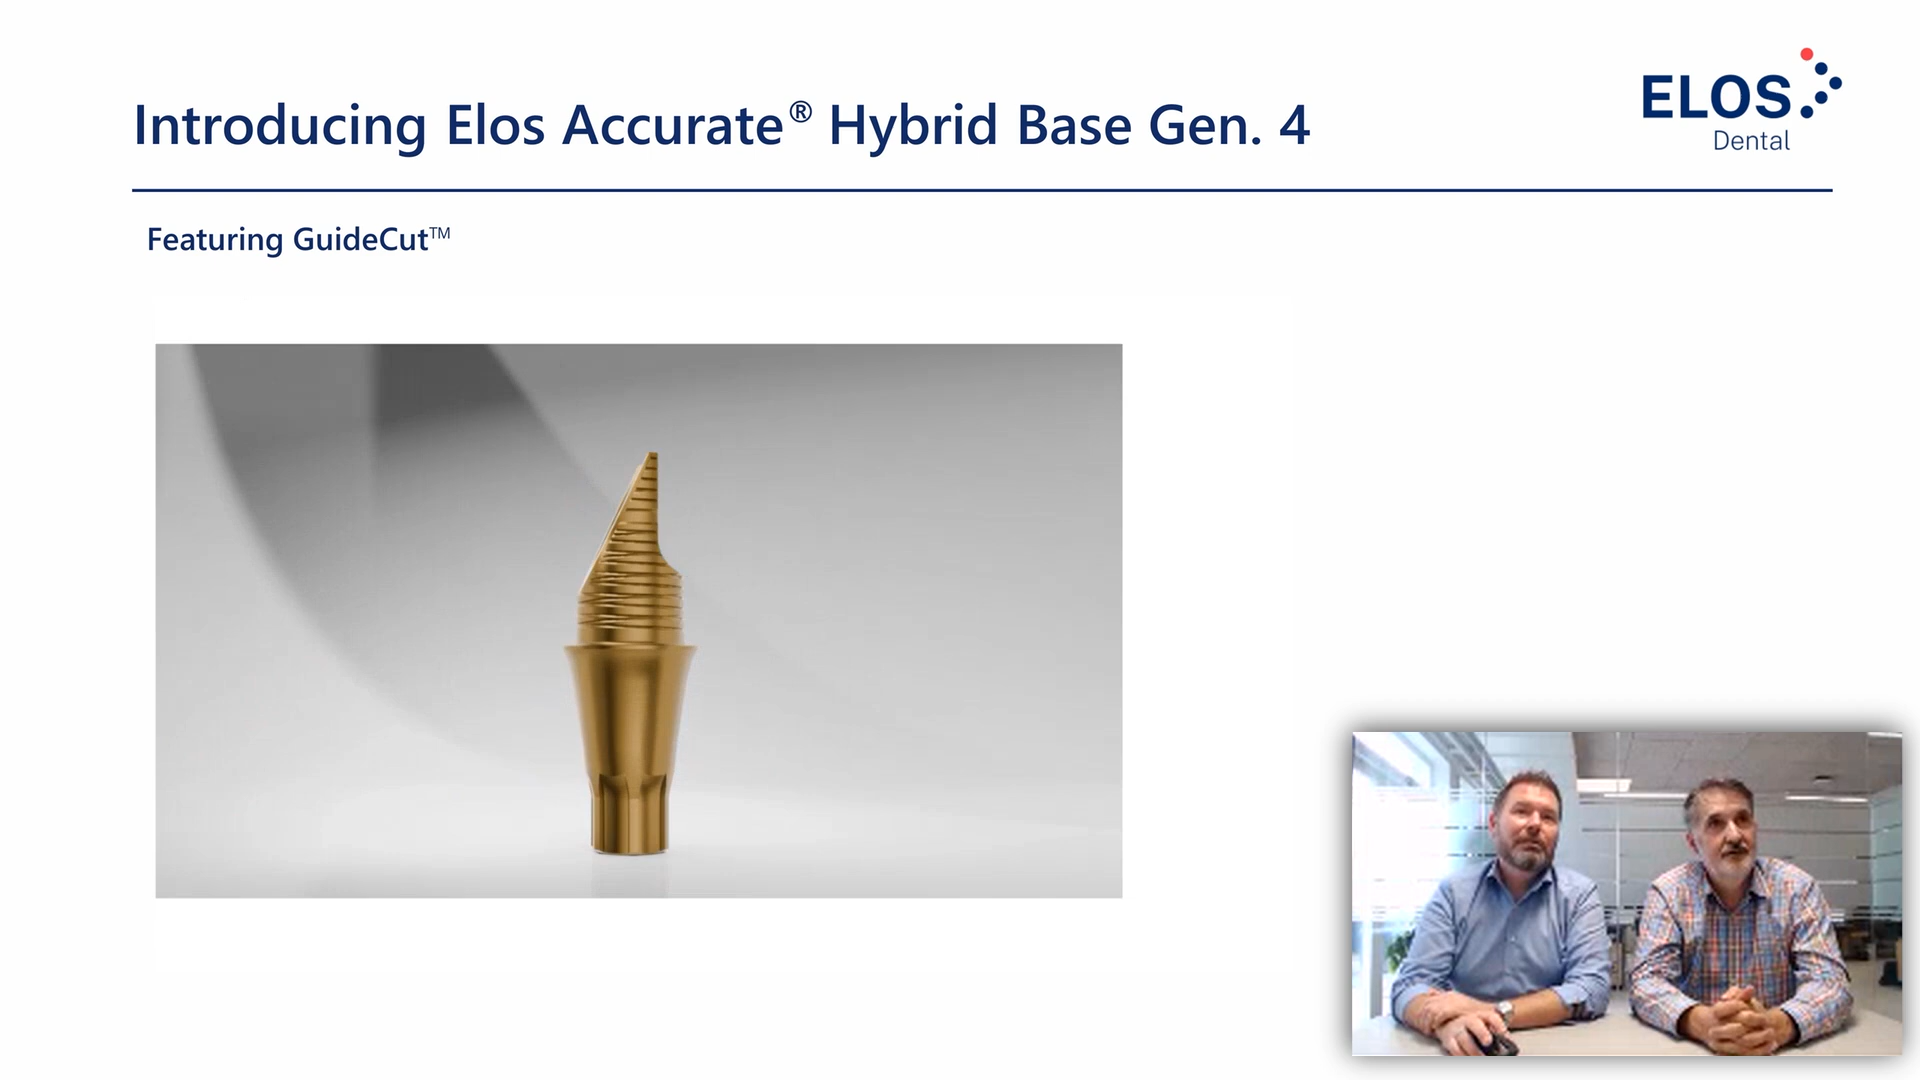 Introducing Elos Accurate® Hybrid Base Gen. 4
ELOS
Dental
Featuring GuideCut™